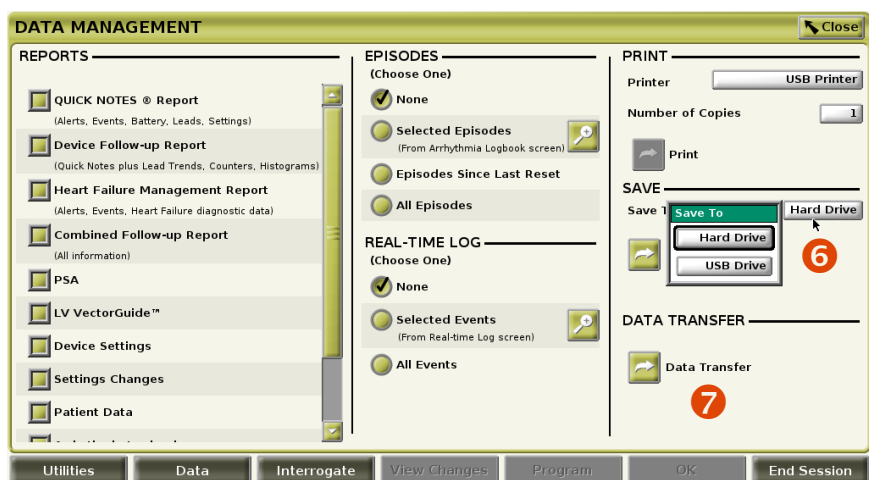 DATA MANAGEMENT
Close
REPORTS
QUICK NOTES ® Report
(Alerts, Events, Battery, Leads, Settings)
Device Follow-up Report
(Quick Notes plus Lead Trends, Counters, Histograms)
Heart Failure Management Report
(Alerts, Events, Heart Failure diagnostic data)
Combined Follow-up Report
(All information)
PSA
LV VectorGuide™
Device Settings
Settings Changes
Patient Data
EPISODES
(Choose One)
None
Selected Episodes
(From Arrhythmia Logbook screen)
Episodes Since Last Reset
All Episodes
REAL-TIME LOG
(Choose One)
None
Selected Events
(From Real-time Log screen)
All Events
PRINT
Printer USB Printer
Number of Copies 1
Print
SAVE
Save Hard Drive
Save To
Hard Drive
USB Drive
6
DATA TRANSFER
Data Transfer
7
Utilities Data Interrogate View Changes Program OK End Session